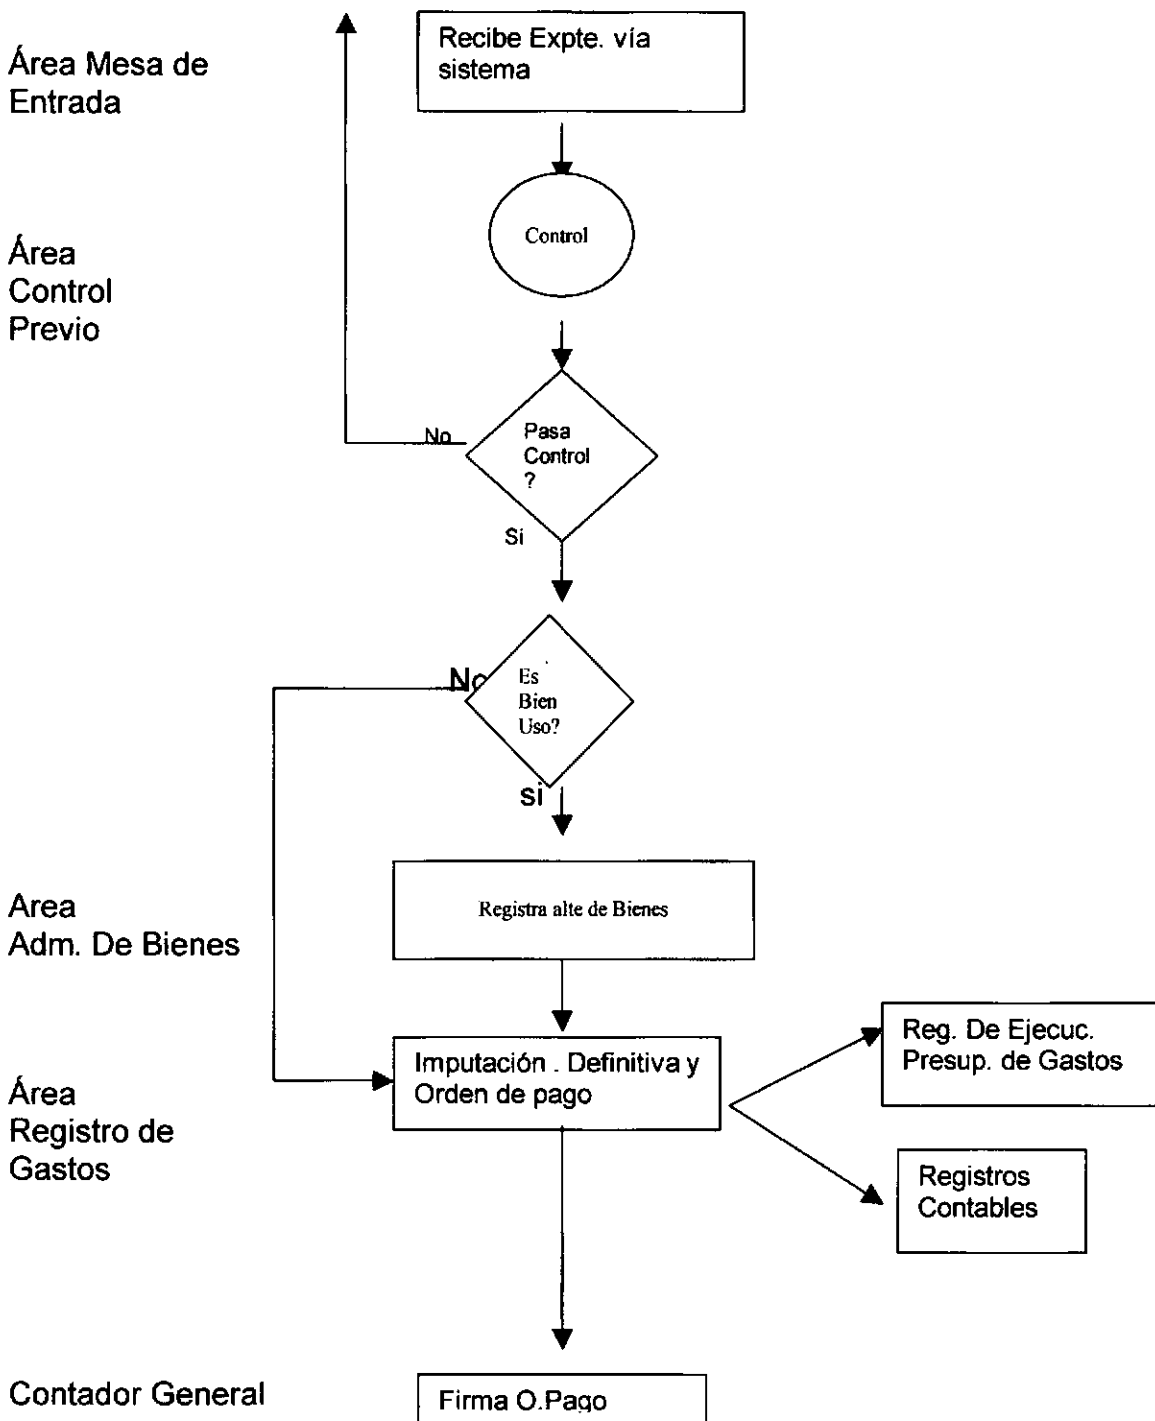 Área Mesa de
Entrada
Recibe Expte. vía
sistema
Área
Control
Previo
Control
No
Pasa
Control
?
Si
No
Es
Bien
Uso?
si
Area
Adm. De Bienes
Registra alte de Bienes
Área
Registro de
Gastos
Imputación . Definitiva y
Orden de pago
Reg. De Ejecuc.
Presup. de Gastos
Registros
Contables
Contador General
Firma O.Pago